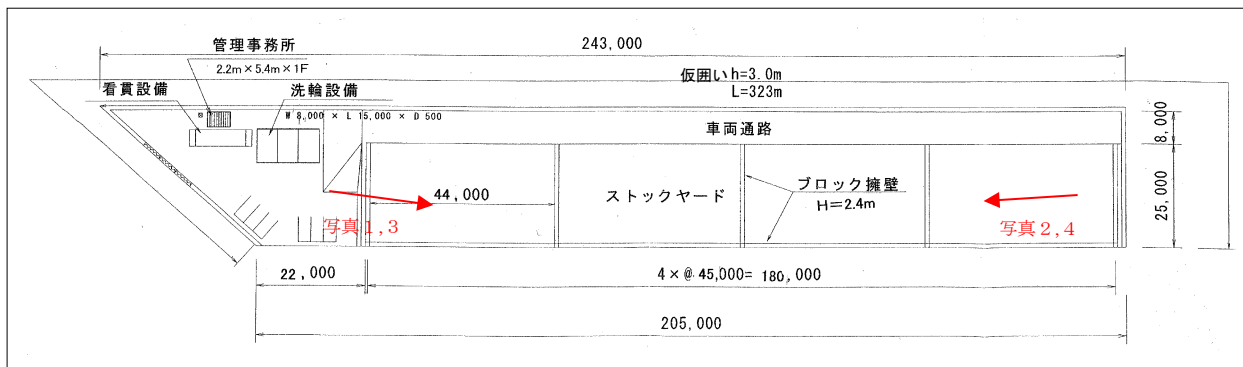 243,000
管理事務所
2.2m×5.4m×1F
看貫設備
洗輪設備
仮囲い h=3.0m
L=323m
W 8,000 × L 15,000 × D 500
車両通路
8,000
44,000
ストックヤード
ブロック擁壁
H=2.4m
25,000
写真1,3
写真2,4
22,000
4×@45,000= 180,000
205,000